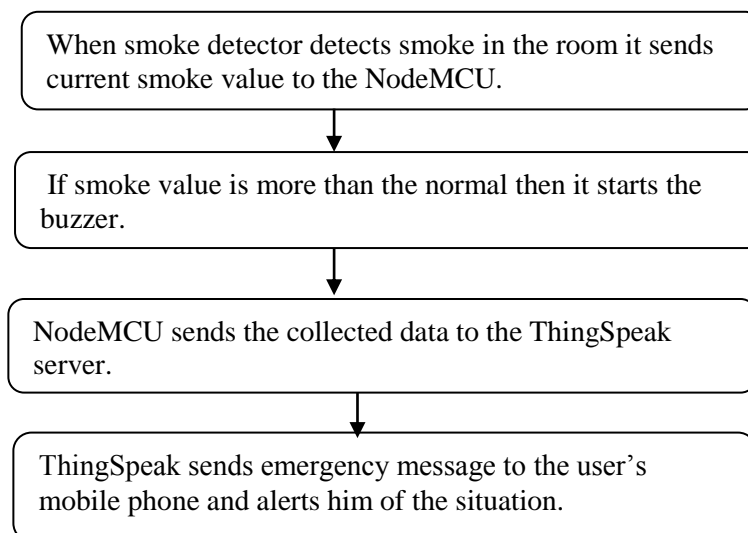 When smoke detector detects smoke in the room it sends
current smoke value to the NodeMCU.
If smoke value is more than the normal then it starts the
buzzer.
NodeMCU sends the collected data to the ThingSpeak
server.
ThingSpeak sends emergency message to the user’s
mobile phone and alerts him of the situation.